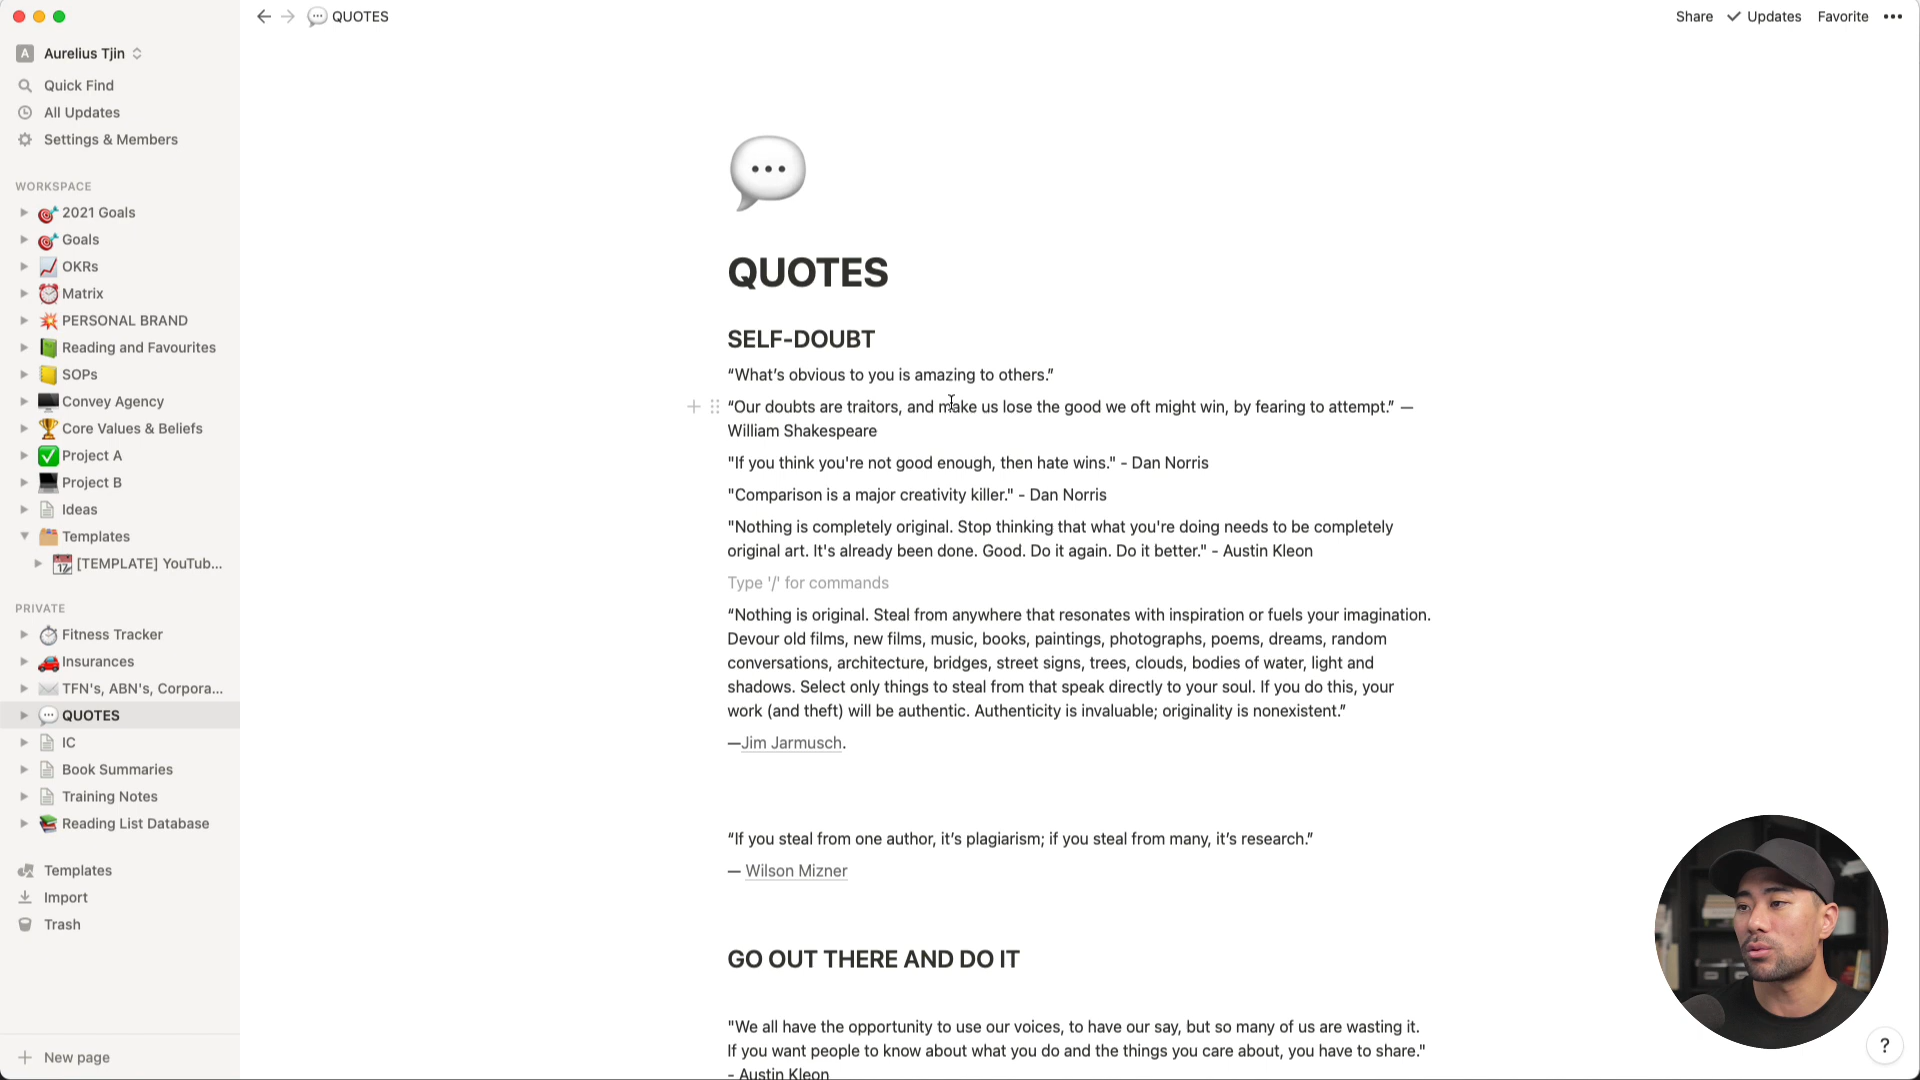 QUOTES
Share
Updates
Favorite
A
Aurelius Tjin
Quick Find
All Updates
Settings & Members
WORKSPACE
2021 Goals
Goals
OKRs
Matrix
PERSONAL BRAND
Reading and Favourites
SOPs
Convey Agency
Core Values & Beliefs
Project A
Project B
Ideas
Templates
17
[TEMPLATE] YouTub...
PRIVATE
Fitness Tracker
Insurances
TFN's, ABN's, Corpora...
QUOTES
IC
Book Summaries
Training Notes
Reading List Database
Templates
Import
Trash
New page
QUOTES
SELF-DOUBT
“What’s obvious to you is amazing to others.”
“Our doubts are traitors, and make us lose the good we oft might win, by fearing to attempt.” —
William Shakespeare
"If you think you're not good enough, then hate wins." - Dan Norris
"Comparison is a major creativity killer." - Dan Norris
"Nothing is completely original. Stop thinking that what you're doing needs to be completely
original art. It's already been done. Good. Do it again. Do it better." - Austin Kleon
Type '/' for commands
“Nothing is original. Steal from anywhere that resonates with inspiration or fuels your imagination.
Devour old films, new films, music, books, paintings, photographs, poems, dreams, random
conversations, architecture, bridges, street signs, trees, clouds, bodies of water, light and
shadows. Select only things to steal from that speak directly to your soul. If you do this, your
work (and theft) will be authentic. Authenticity is invaluable; originality is nonexistent.”
—Jim Jarmusch.
“If you steal from one author, it’s plagiarism; if you steal from many, it’s research.”
— Wilson Mizner
GO OUT THERE AND DO IT
"We all have the opportunity to use our voices, to have our say, but so many of us are wasting it.
If you want people to know about what you do and the things you care about, you have to share."
- Austin Kleon
?